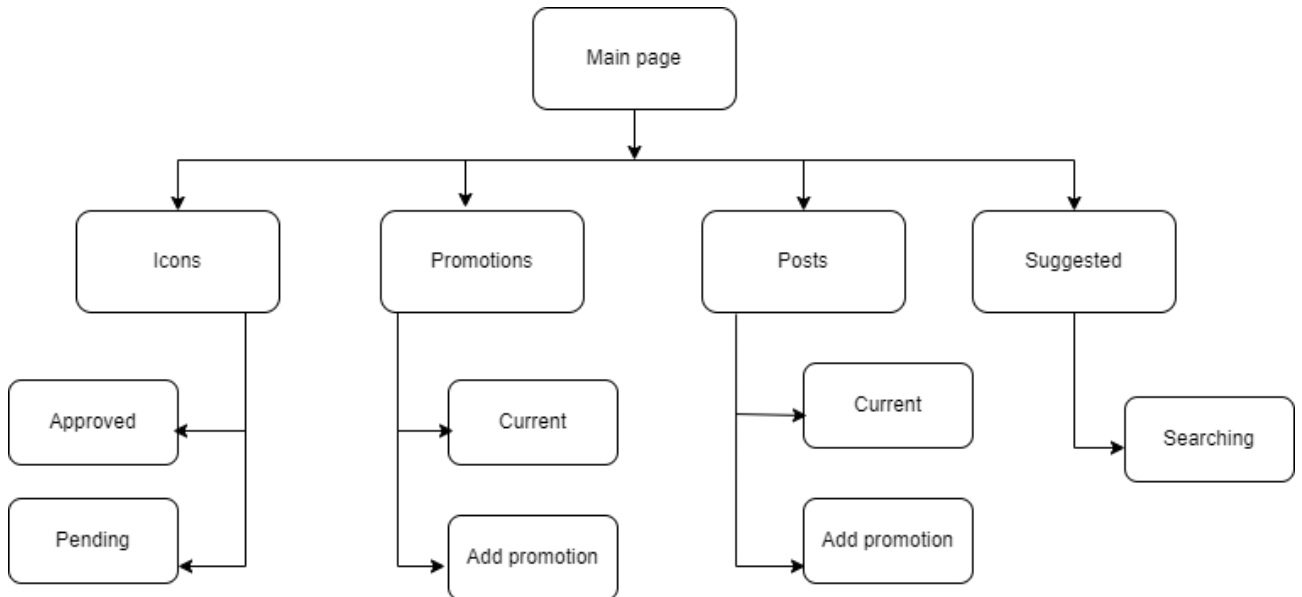 Main page
Icons
Promotions
Posts
Suggested
Approved
Current
Current
Searching
Pending
Add promotion
Add promotion